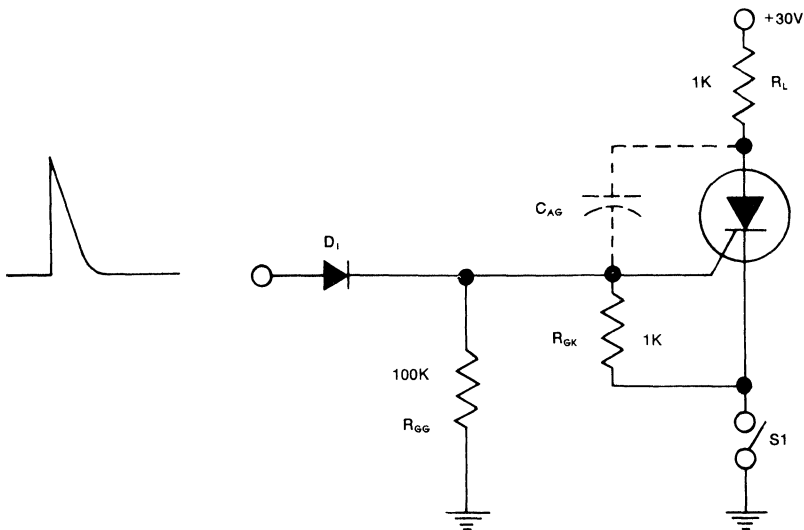 +30V
1K R_L
C_AG
D_1
R_GK 1K
100K
R_GG
S1